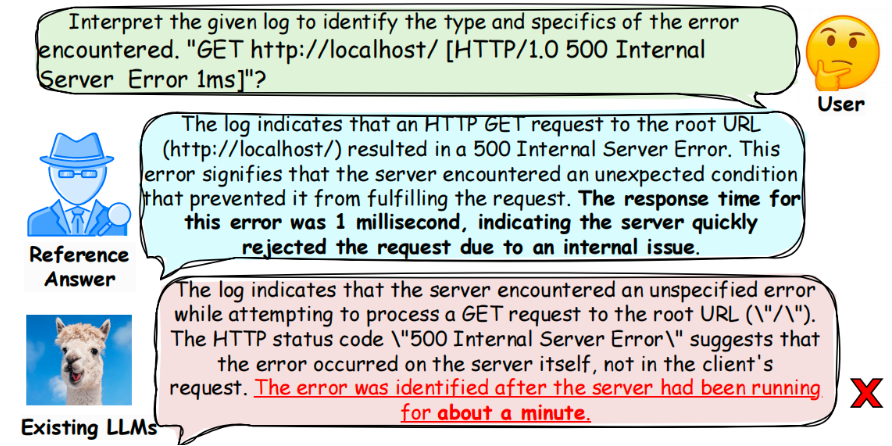 Interpret the given log to identify the type and specifics of the error
encountered. "GET http://localhost/ [HTTP/1.0 500 Internal
Server Error 1ms]"?
User
The log indicates that an HTTP GET request to the root URL
(http://localhost/) resulted in a 500 Internal Server Error. This
error signifies that the server encountered an unexpected condition
that prevented it from fulfilling the request. The response time for
this error was 1 millisecond, indicating the server quickly
rejected the request due to an internal issue.
Reference
Answer
The log indicates that the server encountered an unspecified error
while attempting to process a GET request to the root URL (\"/\").
The HTTP status code \"500 Internal Server Error\" suggests that
the error occurred on the server itself, not in the client's
request. The error was identified after the server had been running
for about a minute.
Existing LLMs